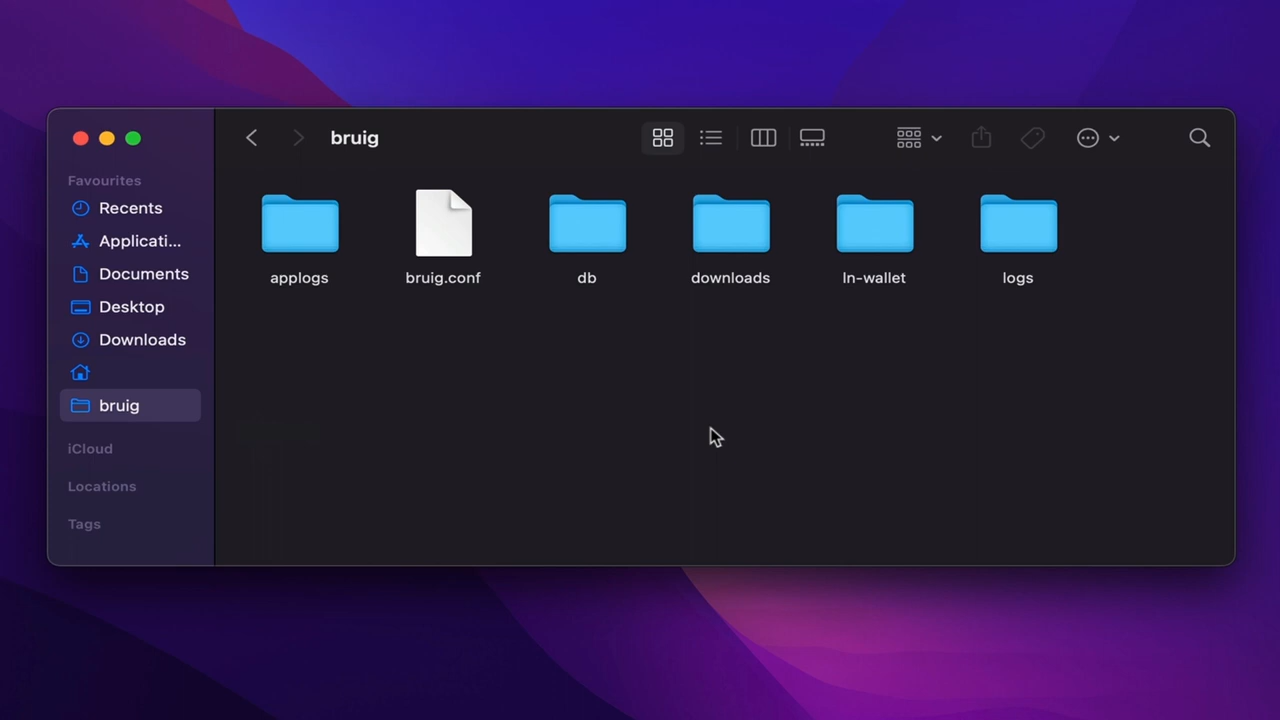 bruig
Favourites
Recents
Applicati...
Documents
Desktop
Downloads
bruig
iCloud
Locations
Tags
applogs
bruig.conf
db
downloads
ln-wallet
logs